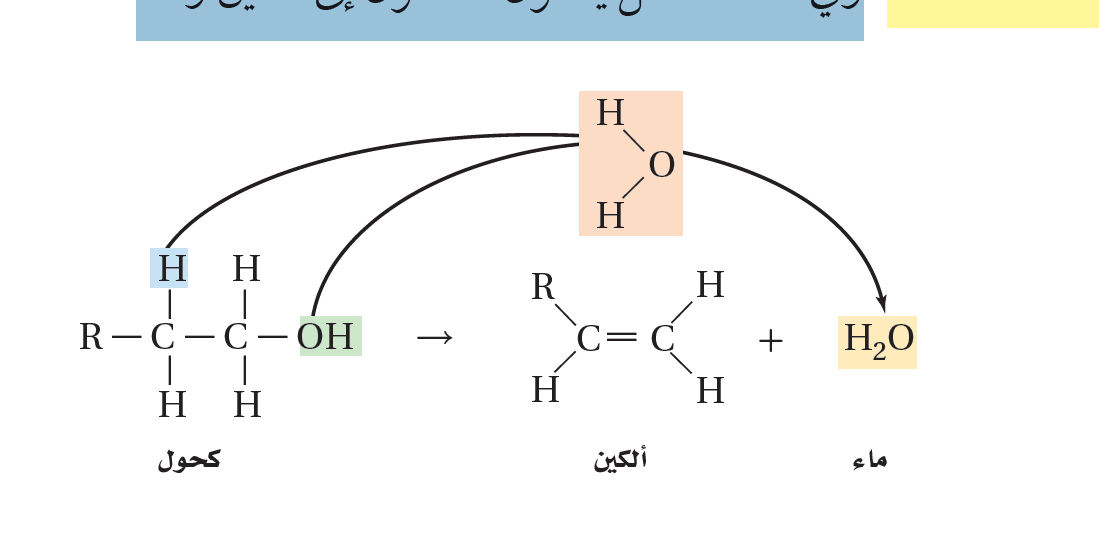 H
O
H
H H
R — C — C — OH → R H C = C H H + H₂O
H H
كحول ألكين ماء